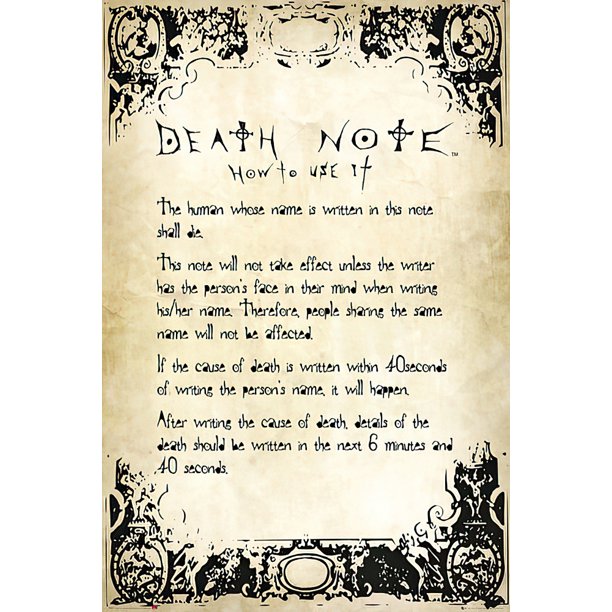 DEATH NOTE™
HOW TO USE IT
The human whose name is written in this note
shall die.
This note will not take effect unless the writer
has the person's face in their mind when writing
his/her name. Therefore, people sharing the same
name will not be affected.
If the cause of death is written within 40seconds
of writing the person's name, it will happen.
After writing the cause of death, details of the
death should be written in the next 6 minutes and
40 seconds.